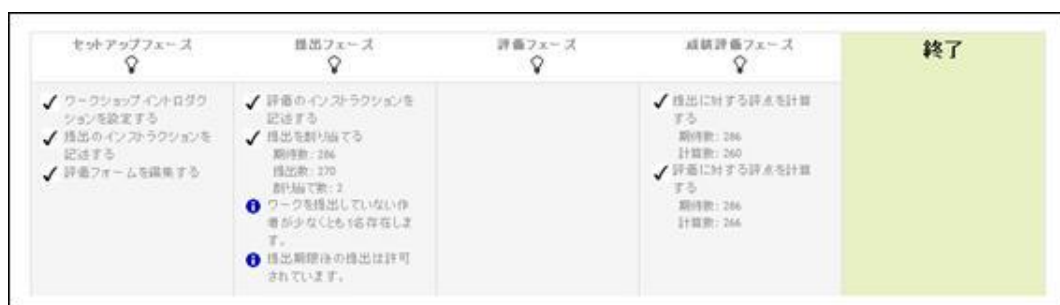 セットアップフェーズ
提出フェーズ
評価フェーズ
成績評価フェーズ
終了
ワークショップイントロダク
ションを設定する
提出のインストラクションを
記述する
評価フォームを編集する
評価のインストラクションを
記述する
提出を割り当てる
期待数: 286
提出数: 270
割り当て数: 2
ワークを提出していない作
者が少なくとも1名存在しま
す。
提出期限後の提出は許可
されています。
提出に対する評点を計算
する
期待数: 286
計算数: 260
評価に対する評点を計算
する
期待数: 286
計算数: 266